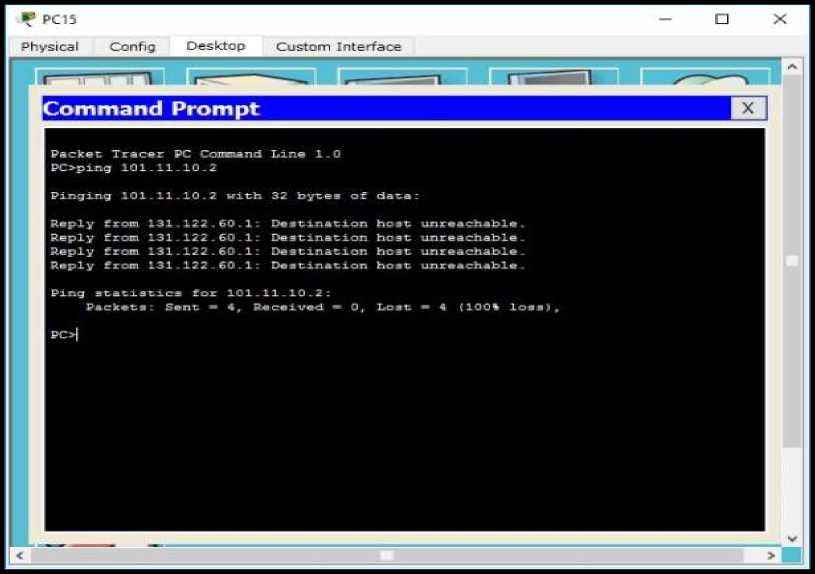 PC15
Physical Config Desktop Custom Interface
Command Prompt
X
Packet Tracer PC Command Line 1.0
PC>ping 101.11.10.2
Pinging 101.11.10.2 with 32 bytes of data:
Reply from 131.122.60.1: Destination host unreachable.
Reply from 131.122.60.1: Destination host unreachable.
Reply from 131.122.60.1: Destination host unreachable.
Reply from 131.122.60.1: Destination host unreachable.
Ping statistics for 101.11.10.2:
Packets: Sent = 4, Received = 0, Lost = 4 (100% loss),
PC>